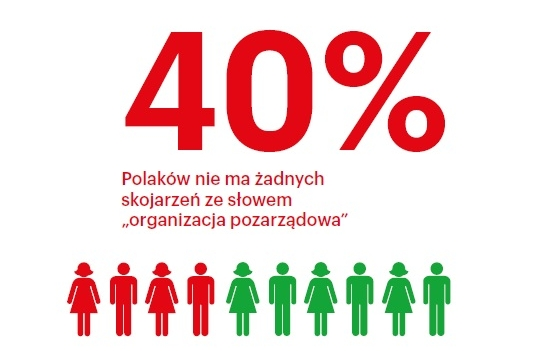 40%
Polaków nie ma żadnych
skojarzeń ze słowem
„organizacja pozarządowa”